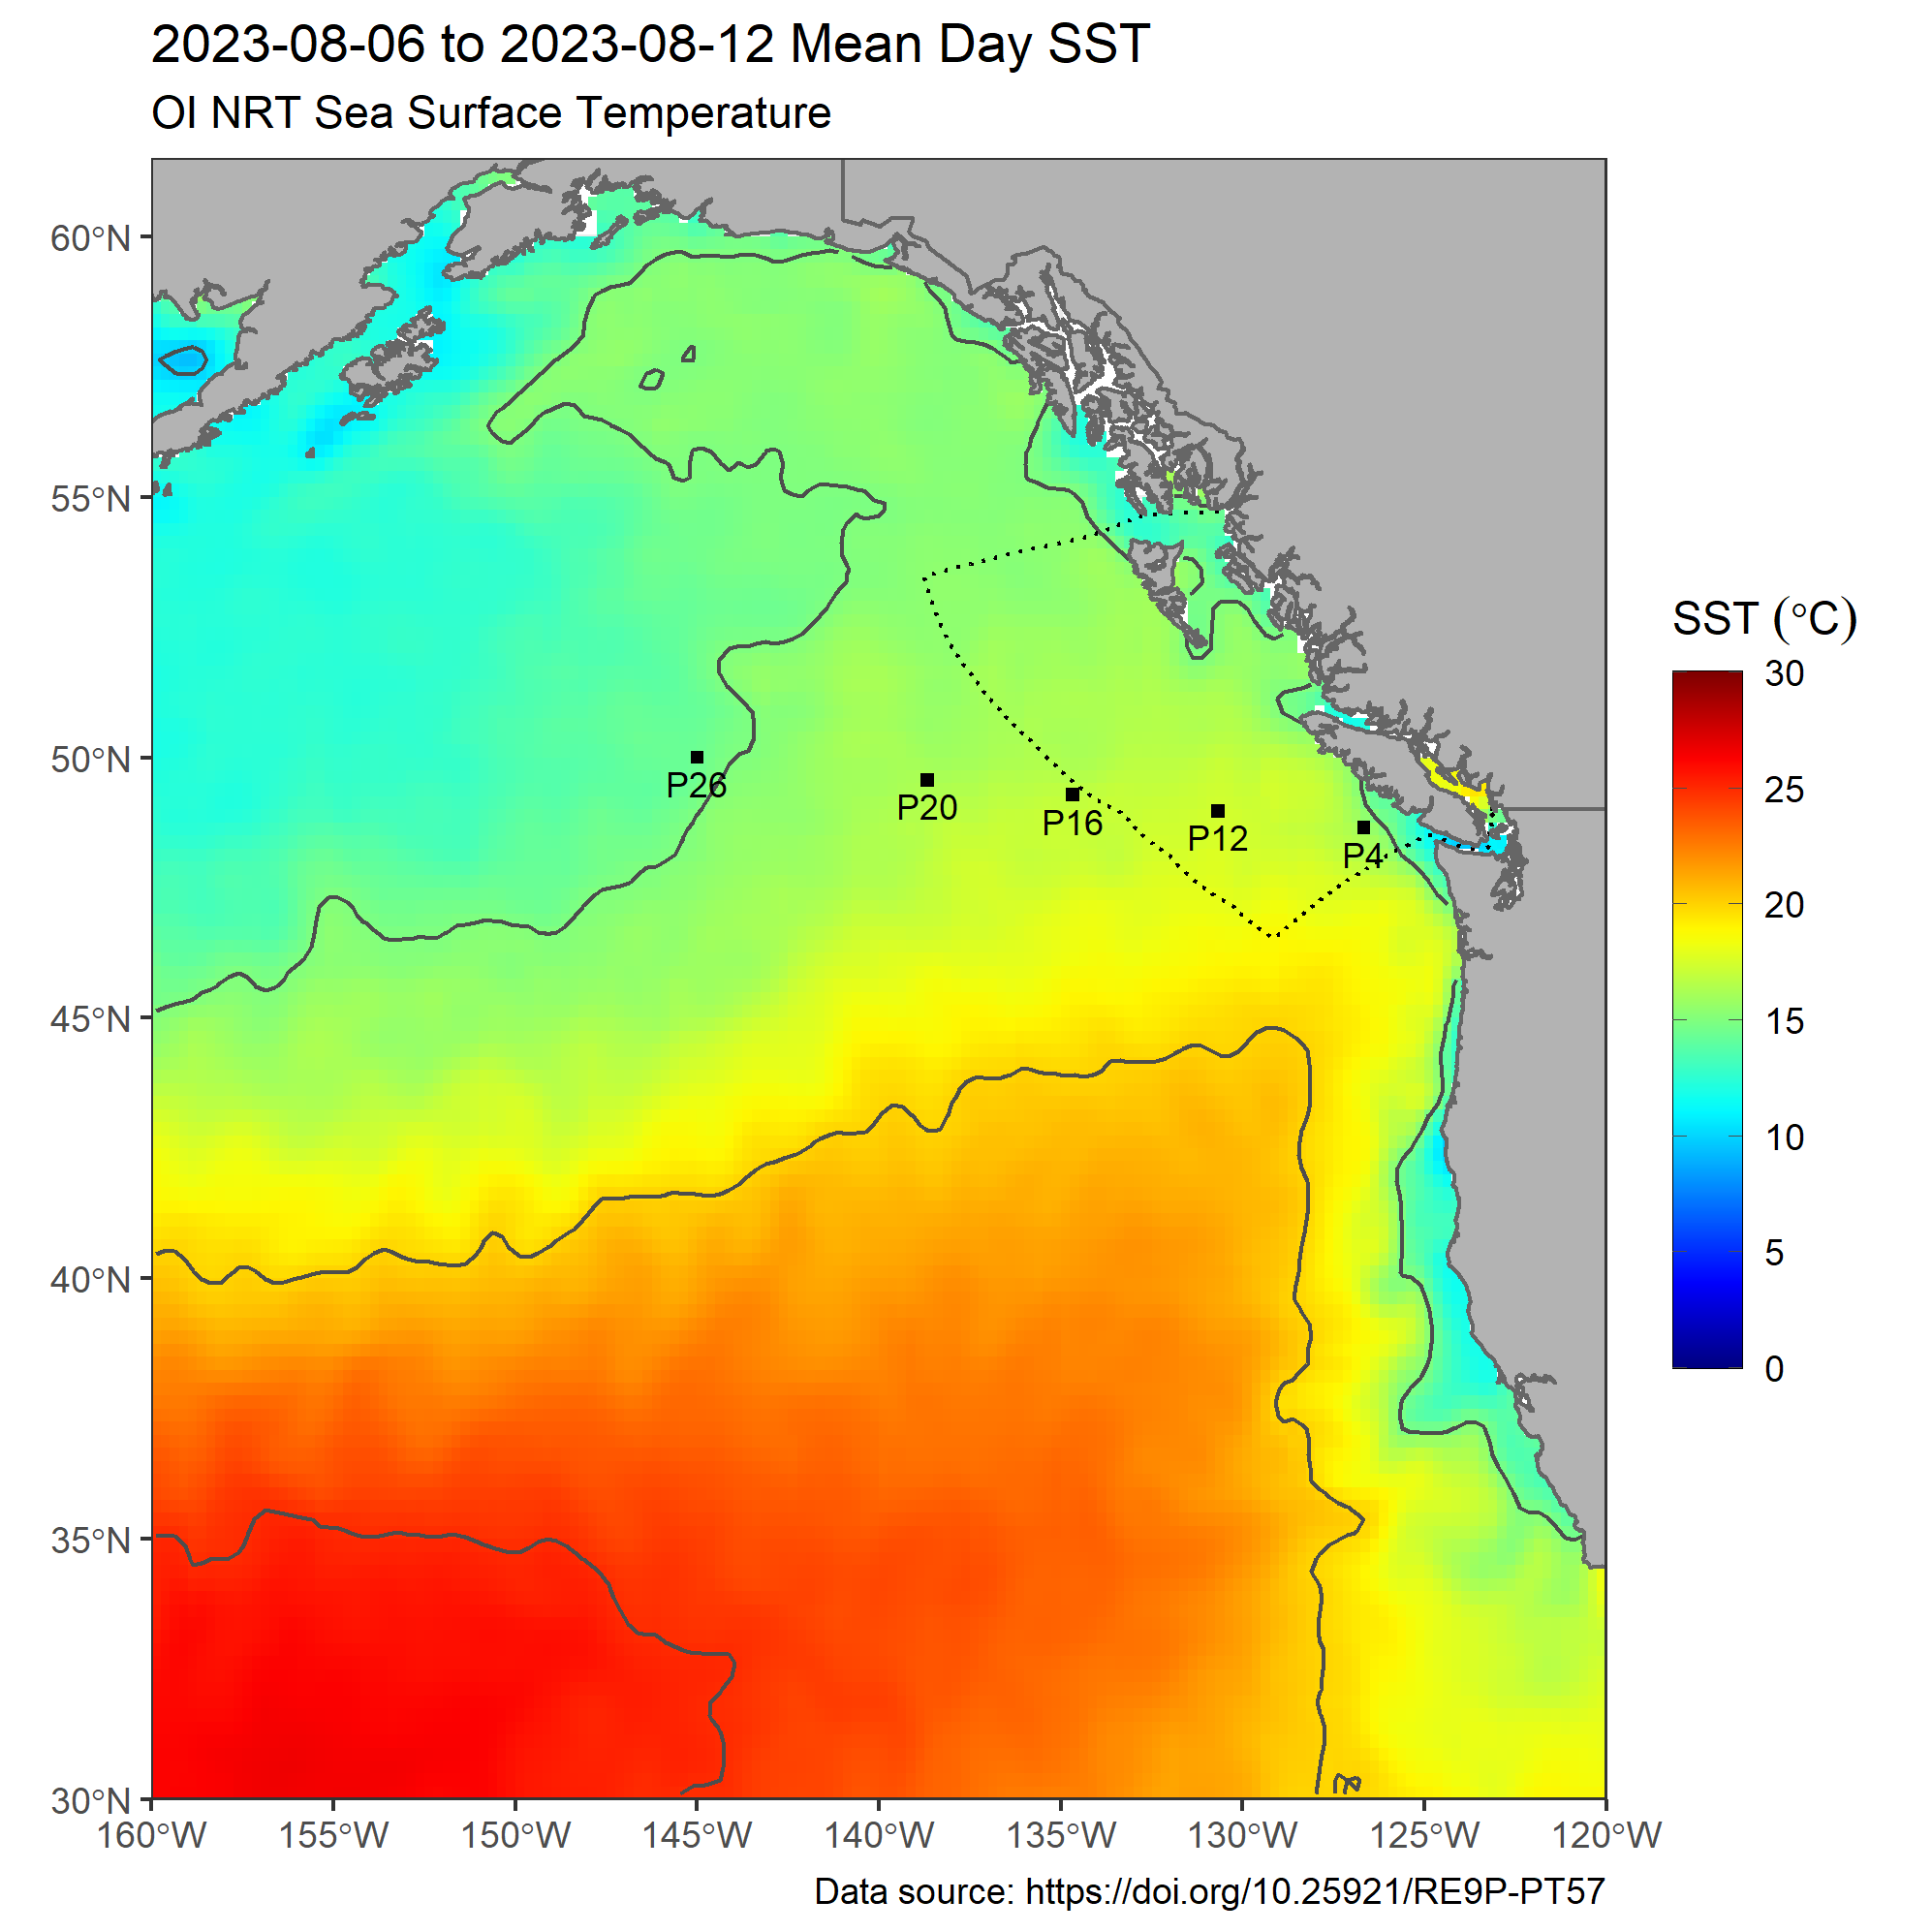 2023-08-06 to 2023-08-12 Mean Day SST
OI NRT Sea Surface Temperature
60°N
55°N
50°N
45°N
40°N
35°N
30°N
P26
P20
P16
P12
P4
160°W
155°W
150°W
145°W
140°W
135°W
130°W
125°W
120°W
SST (°C)
30
25
20
15
10
5
0
Data source: https://doi.org/10.25921/RE9P-PT57